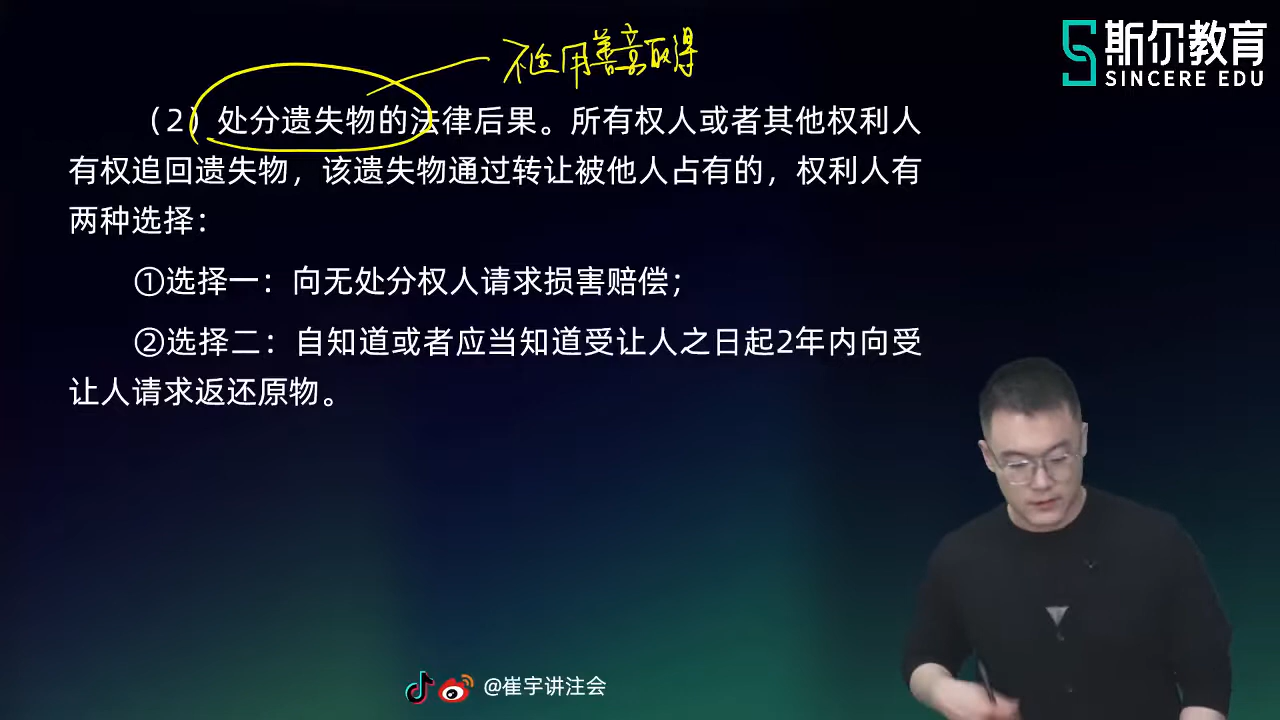 不适用善意取得
斯尔教育
SINCERE EDU
（2）处分遗失物的法律后果。所有权人或者其他权利人
有权追回遗失物，该遗失物通过转让被他人占有的，权利人有
两种选择：
①选择一：向无处分权人请求损害赔偿；
②选择二：自知道或者应当知道受让人之日起2年内向受
让人请求返还原物。
@崔宇讲注会